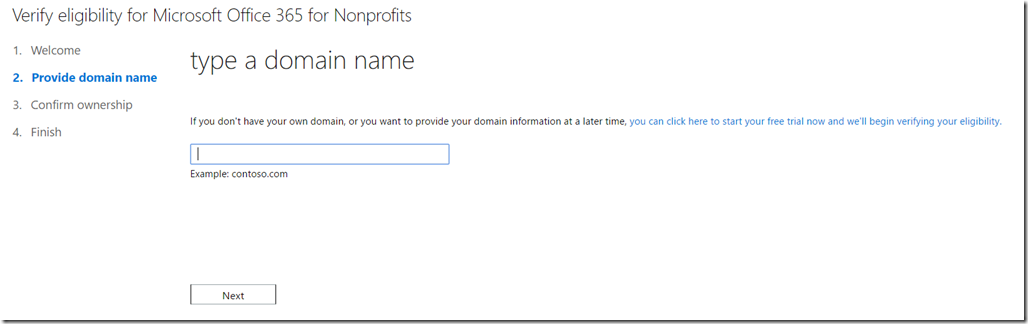 Verify eligibility for Microsoft Office 365 for Nonprofits
1. Welcome
2. Provide domain name
3. Confirm ownership
4. Finish
type a domain name
If you don't have your own domain, or you want to provide your domain information at a later time, you can click here to start your free trial now and we'll begin verifying your eligibility.
Example: contoso.com
Next